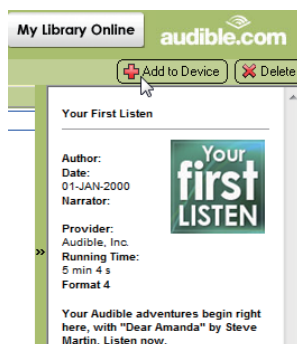 My Library Online
audible.com
Add to Device
Delete
Your First Listen
Your
first
LISTEN
Author:
Date:
01-JAN-2000
Narrator:
Provider:
Audible, Inc.
Running Time:
5 min 4 s
Format 4
»
Your Audible adventures begin right
here, with "Dear Amanda" by Steve
Martin. Listen now.